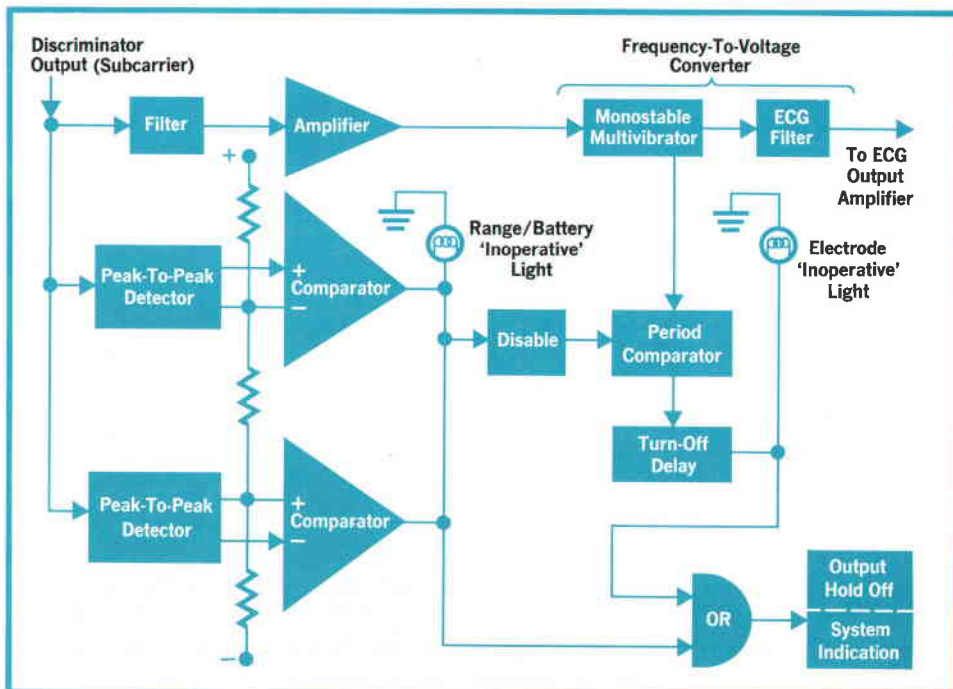 Discriminator
Output (Subcarrier)
Frequency-To-Voltage
Converter
Filter
Amplifier
Monostable
Multivibrator
ECG
Filter
To ECG
Output
Amplifier
+
Peak-To-Peak
Detector
+
Comparator
−
Range/Battery
'Inoperative'
Light
Electrode
'Inoperative'
Light
Disable
Period
Comparator
Turn-Off
Delay
Peak-To-Peak
Detector
+
Comparator
−
−
OR
Output
Hold Off
System
Indication